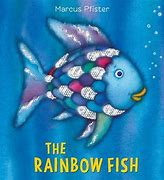 Marcus Pfister
THE
RAINBOW FISH